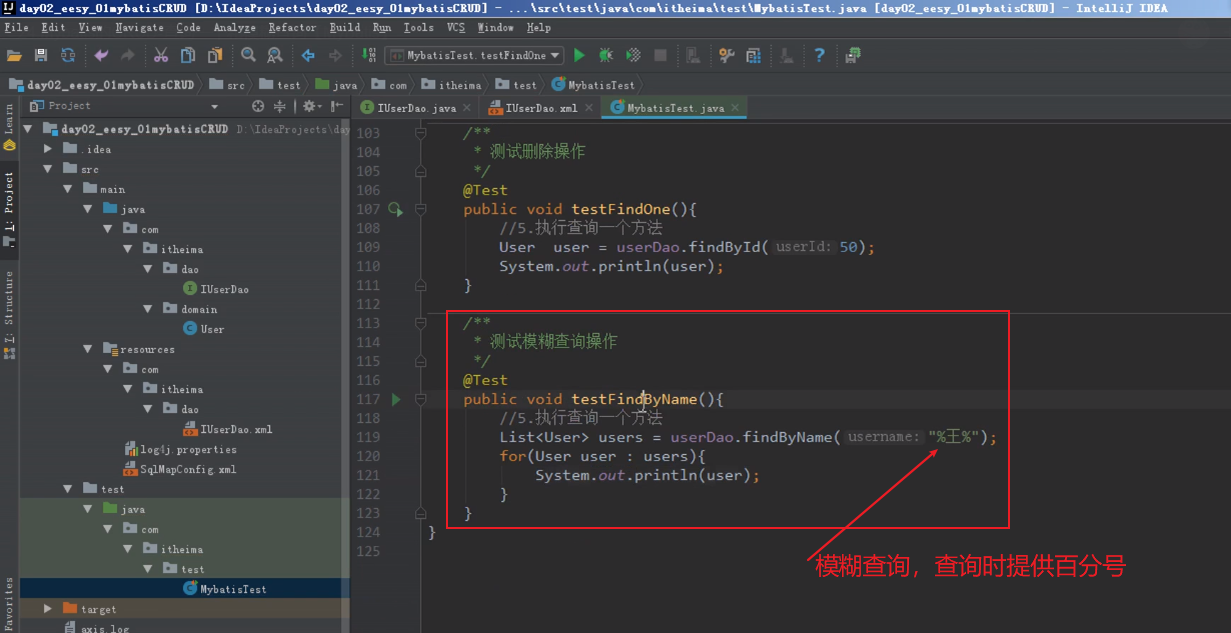 day02_eesy_01mybatisCRUD [D:\IdeaProjects\day02_eesy_01mybatisCRUD] - ...\src\test\java\com\itheima\test\MybatisTest.java [day02_eesy_01mybatisCRUD] - IntelliJ IDEA
File Edit View Navigate Code Analyze Refactor Build Run Tools VCS Window Help
MybatisTest.testFindOne
day02_eesy_01mybatisCRUD src test java com itheima test MybatisTest
Project
IUserDao.java IUserDao.xml MybatisTest.java
Learn
1: Project
7: Structure
Favorites
day02_eesy_01mybatisCRUD D:\IdeaProjects\day
.idea
src
main
java
com
itheima
dao
IUserDao
domain
User
resources
com
itheima
dao
IUserDao.xml
log4j.properties
SqlMapConfig.xml
test
java
com
itheima
test
MybatisTest
target
axis.log
103 /**
104 * 测试删除操作
105 */
106 @Test
107 public void testFindOne(){
108 //5.执行查询一个方法
109 User  user = userDao.findById( userId: 50);
110 System.out.println(user);
111 }
112
113 /**
114 * 测试模糊查询操作
115 */
116 @Test
117 public void testFindByName(){
118 //5.执行查询一个方法
119 List<User> users = userDao.findByName( username: "%王%");
120 for(User user : users){
121 System.out.println(user);
122 }
123 }
124 }
125
模糊查询，查询时提供百分号